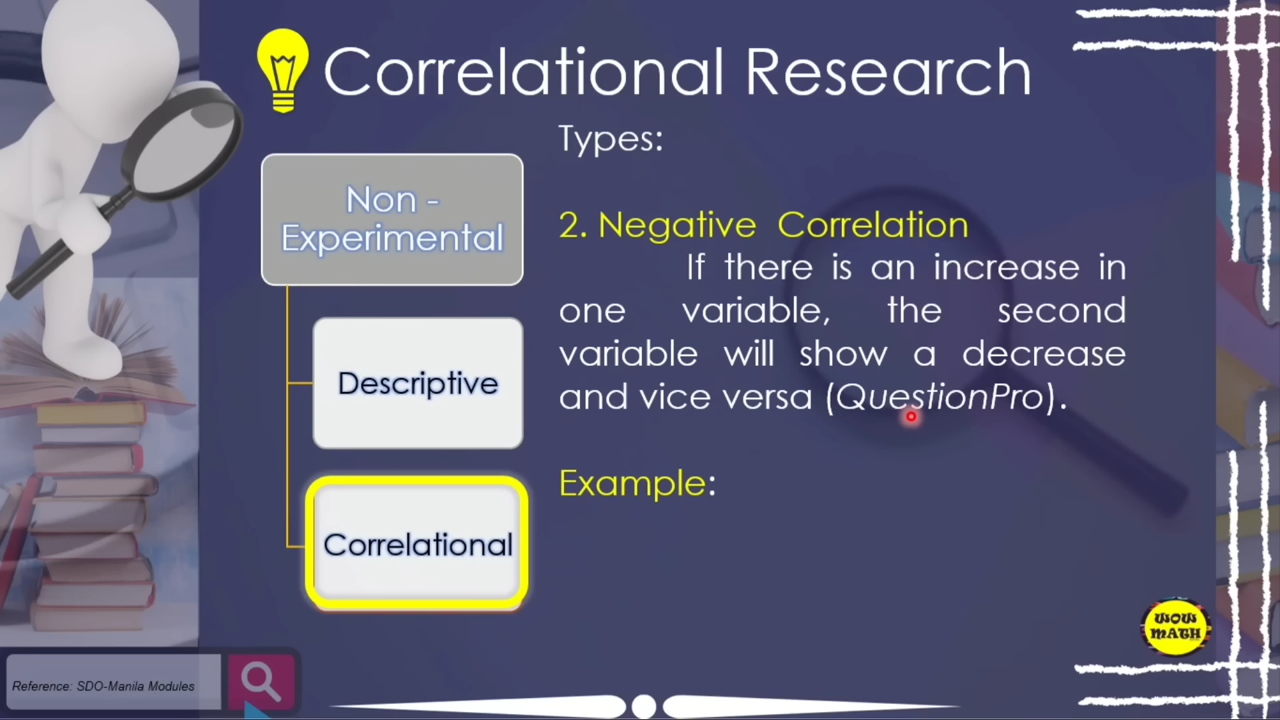 Correlational Research
Types:
Non -
Experimental
Descriptive
Correlational
2. Negative Correlation
If there is an increase in
one variable, the second
variable will show a decrease
and vice versa (QuestionPro).
Example:
WOW
MATH
Reference: SDO-Manila Modules